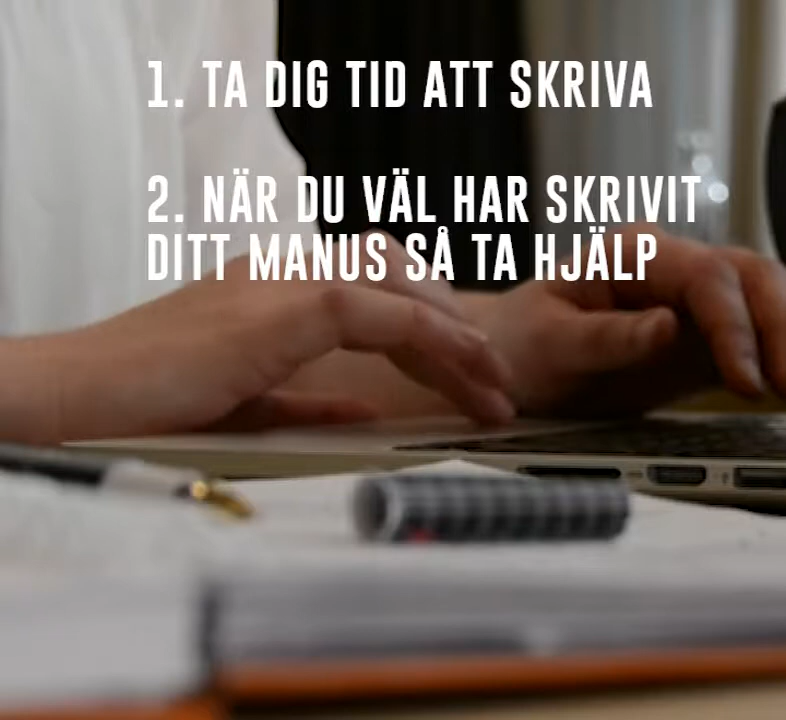 1. TA DIG TID ATT SKRIVA
2. NÄR DU VÄL HAR SKRIVIT
DITT MANUS SÅ TA HJÄLP